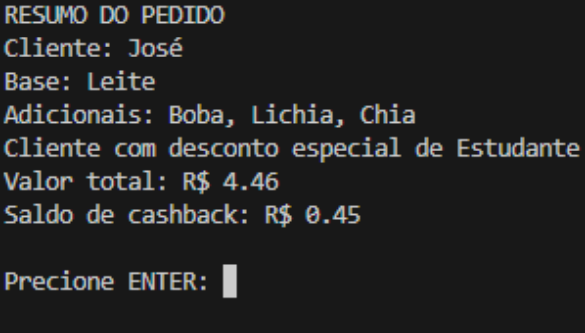 RESUMO DO PEDIDO
Cliente: José
Base: Leite
Adicionais: Boba, Lichia, Chia
Cliente com desconto especial de Estudante
Valor total: R$ 4.46
Saldo de cashback: R$ 0.45
Precione ENTER: